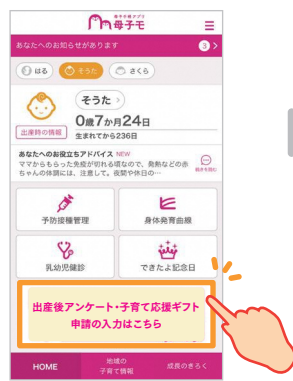 母子手帳アプリ
母子モ
あなたへのお知らせがあります 3 >
はる そうた さくら
そうた >
0歳7か月24日
出産時の情報 生まれてから236日
あなたへのお役立ちアドバイス NEW
ママからもらった免疫が切れる頃なので、発熱などの赤
ちゃんの体調には、注意して。夜間や休日の…
続きを読む
予防接種管理 身体発育曲線
乳幼児健診 できたよ記念日
出産後アンケート・子育て応援ギフト
申請の入力はこちら
HOME 地域の
子育て情報 成長のきろく